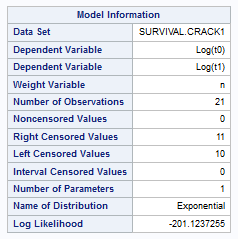 Model Information
Data Set SURVIVAL.CRACK1
Dependent Variable Log(t0)
Dependent Variable Log(t1)
Weight Variable n
Number of Observations 21
Noncensored Values 0
Right Censored Values 11
Left Censored Values 10
Interval Censored Values 0
Number of Parameters 1
Name of Distribution Exponential
Log Likelihood -201.1237255